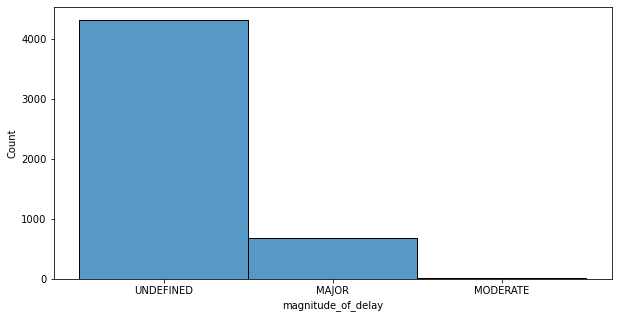 4000
3000
2000
1000
0
Count
UNDEFINED MAJOR MODERATE
magnitude_of_delay